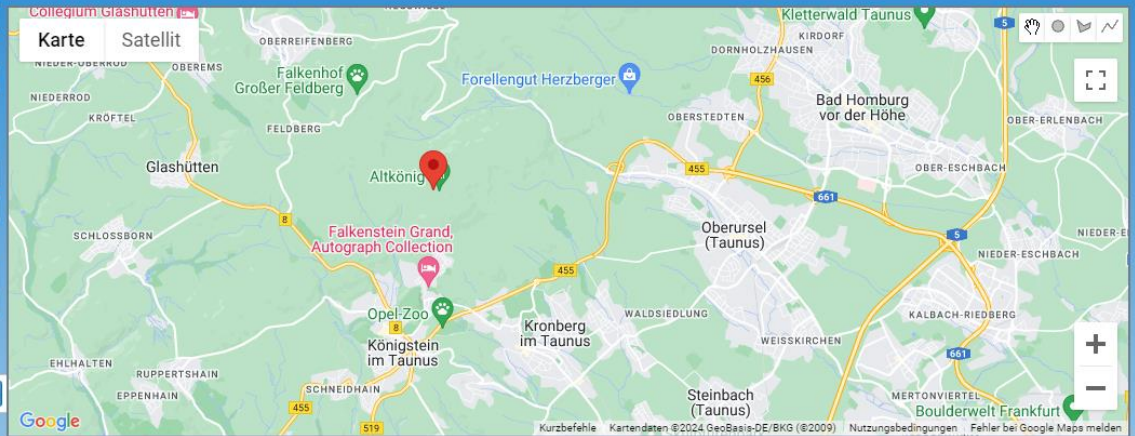 Collegium Glashütten
Karte
Satellit
OBERREIFENBERG
NIEDER-OBERROD
OBEREMS
Falkenhof
Großer Feldberg
NIEDERROD
KRÖFTEL
FELDBERG
Glashütten
Altkönig
Forellengut Herzberger
Kletterwald Taunus
KIRDORF
DORNHOLZHAUSEN
5
456
Bad Homburg
vor der Höhe
OBERSTEDTEN
OBER-ERLENBACH
OBER-ESCHBACH
455
661
8
SCHLOSSBORN
Falkenstein Grand,
Autograph Collection
Oberursel
(Taunus)
5
NIEDER-E
NIEDER-ESCHBACH
455
Opel-Zoo
8
Königstein
im Taunus
Kronberg
im Taunus
WALDSIEDLUNG
WEISSKIRCHEN
KALBACH-RIEDBERG
661
EHLHALTEN
RUPPERTSHAIN
EPPENHAIN
SCHNEIDHAIN
455
519
Steinbach
(Taunus)
MERTONVIERTEL
Boulderwelt Frankfurt
Google
Kurzbefehle
Kartendaten ©2024 GeoBasis-DE/BKG (©2009)
Nutzungsbedingungen
Fehler bei Google Maps melden